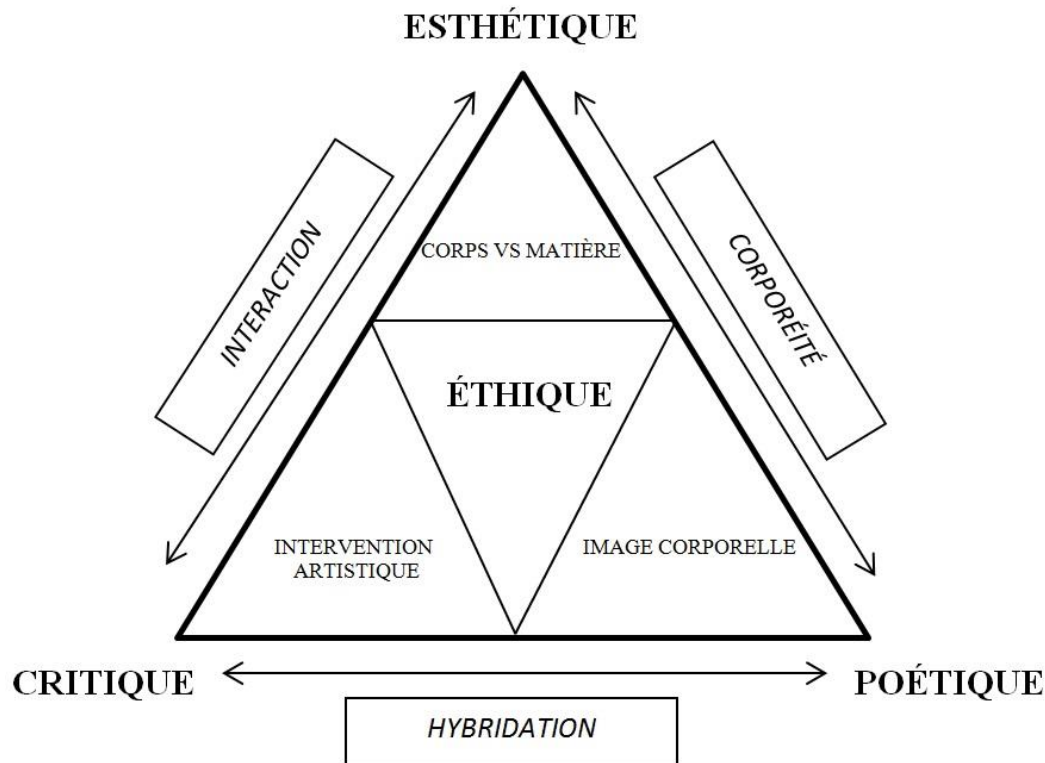 ESTHÉTIQUE
INTERACTION
CORPORÉITÉ
CORPS VS MATIÈRE
ÉTHIQUE
INTERVENTION
ARTISTIQUE
IMAGE CORPORELLE
CRITIQUE
POÉTIQUE
HYBRIDATION